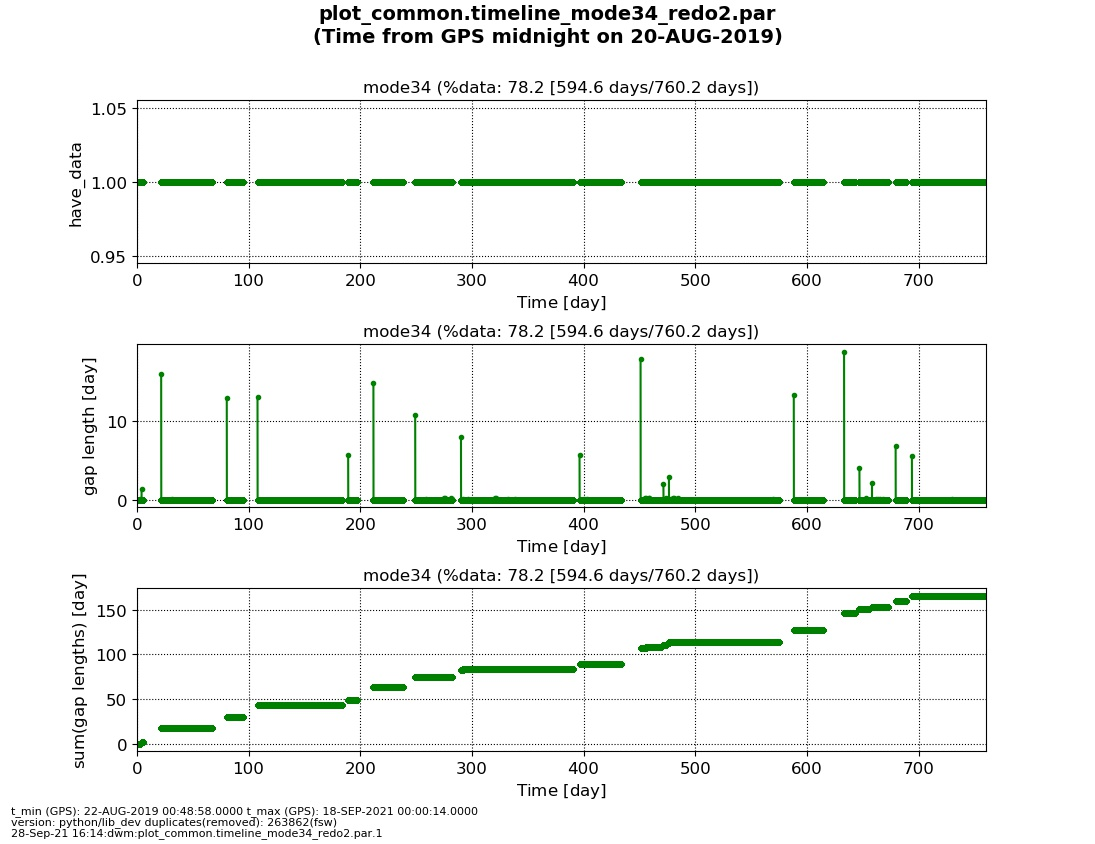 plot_common.timeline_mode34_redo2.par
(Time from GPS midnight on 20-AUG-2019)
mode34 (%data: 78.2 [594.6 days/760.2 days])
1.05
1.00
0.95
have_data
0 100 200 300 400 500 600 700
Time [day]
mode34 (%data: 78.2 [594.6 days/760.2 days])
10
0
gap length [day]
0 100 200 300 400 500 600 700
Time [day]
mode34 (%data: 78.2 [594.6 days/760.2 days])
150
100
50
0
sum(gap lengths) [day]
0 100 200 300 400 500 600 700
Time [day]
t_min (GPS): 22-AUG-2019 00:48:58.0000 t_max (GPS): 18-SEP-2021 00:00:14.0000
version: python/lib_dev duplicates(removed): 263862(fsw)
28-Sep-21 16:14:dwm:plot_common.timeline_mode34_redo2.par.1